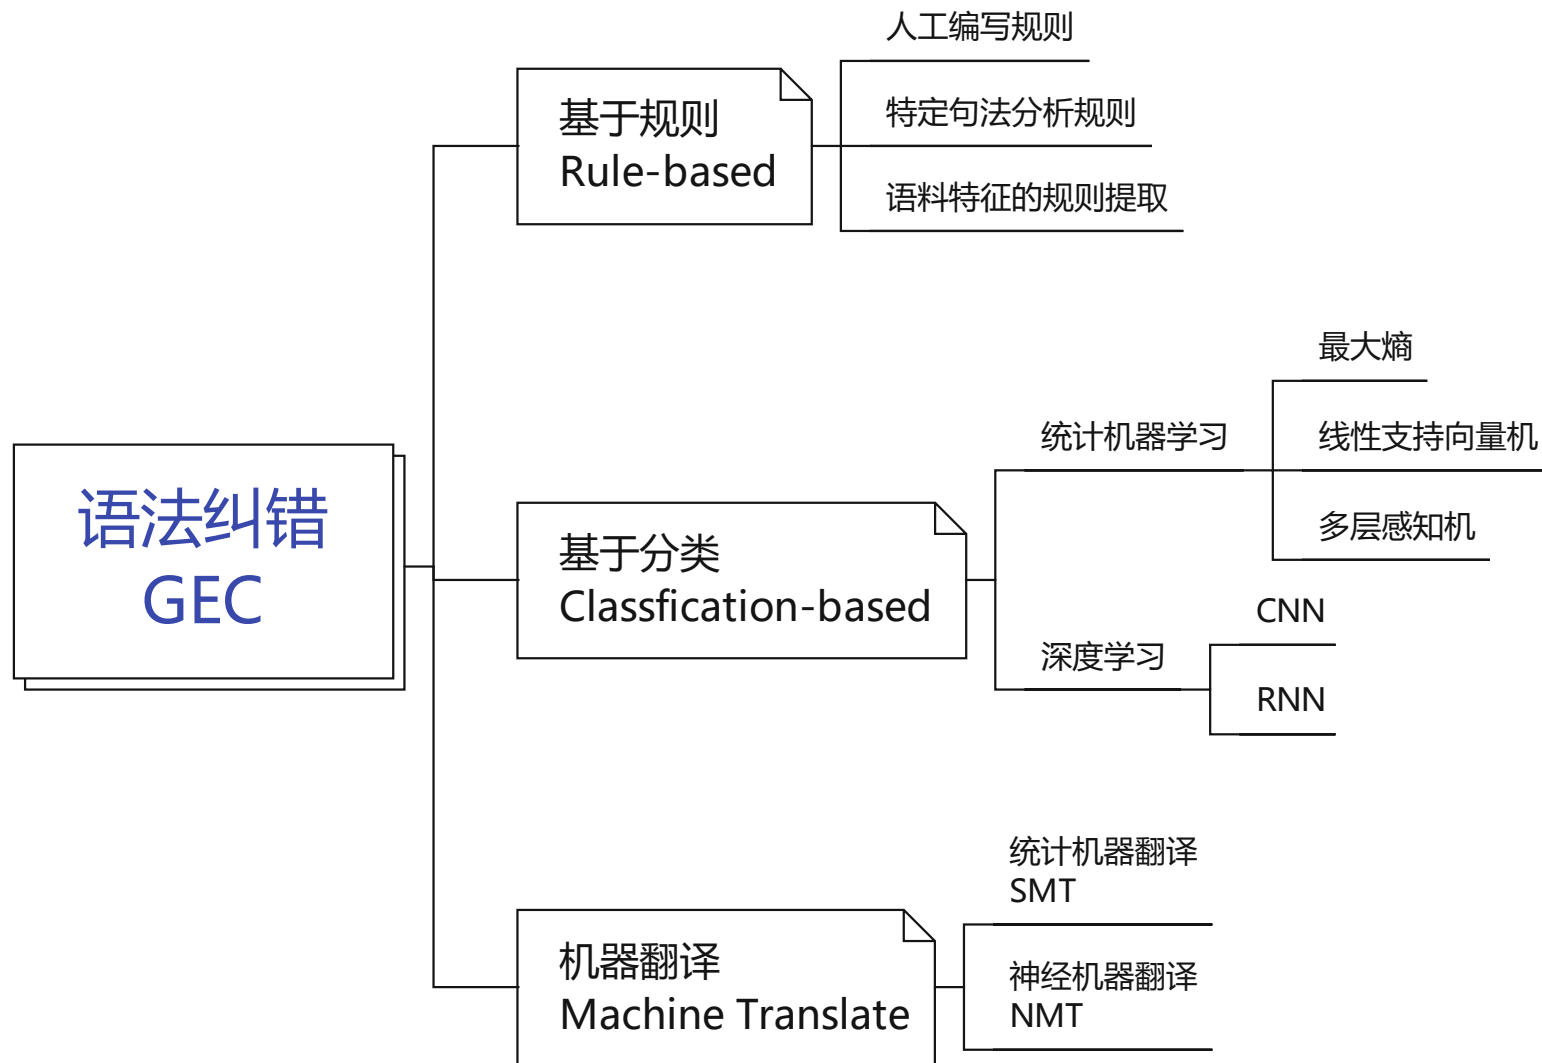 语法纠错
GEC
基于规则
Rule-based
人工编写规则
特定句法分析规则
语料特征的规则提取
基于分类
Classfication-based
统计机器学习
最大熵
线性支持向量机
多层感知机
深度学习
CNN
RNN
机器翻译
Machine Translate
统计机器翻译
SMT
神经机器翻译
NMT